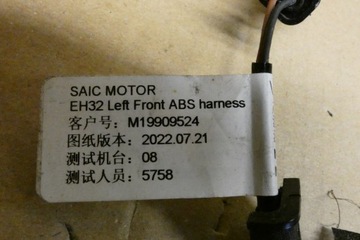 SAIC MOTOR
EH32 Left Front ABS harness
客户号：M19909524
图纸版本：2022.07.21
测试机台：08
测试人员：5758